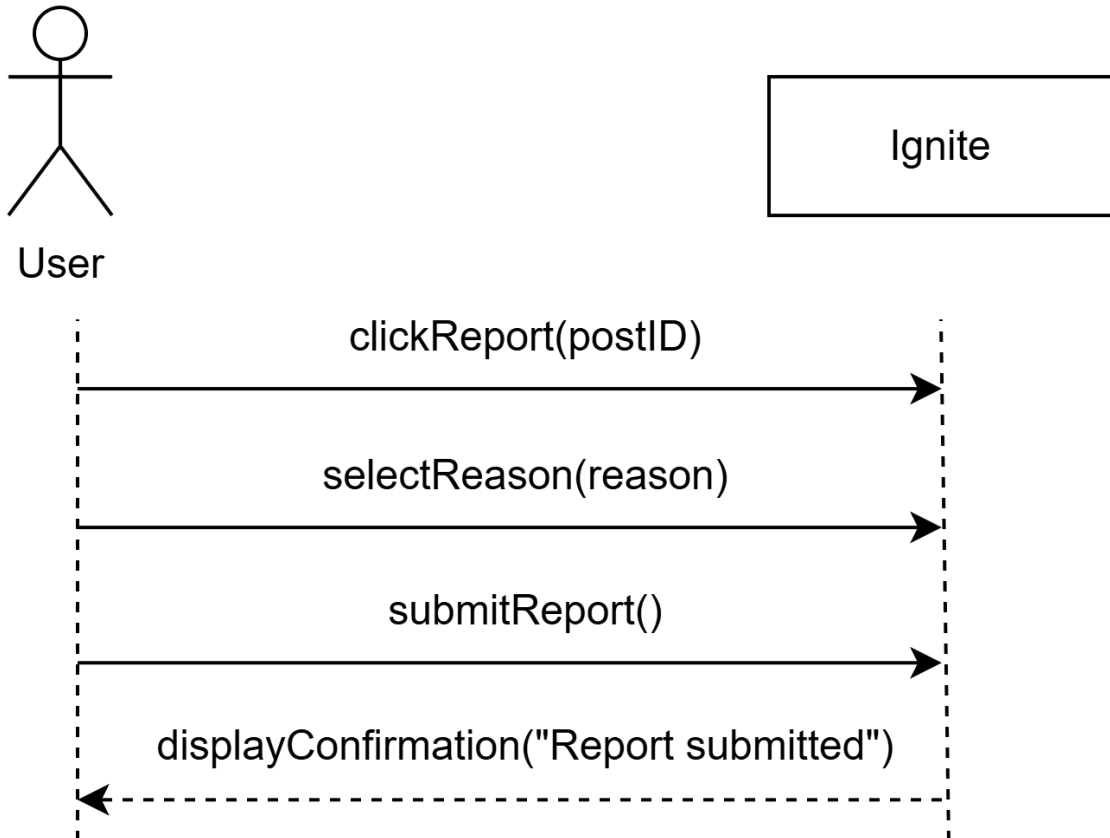 Ignite
User
clickReport(postID)
selectReason(reason)
submitReport()
displayConfirmation("Report submitted")